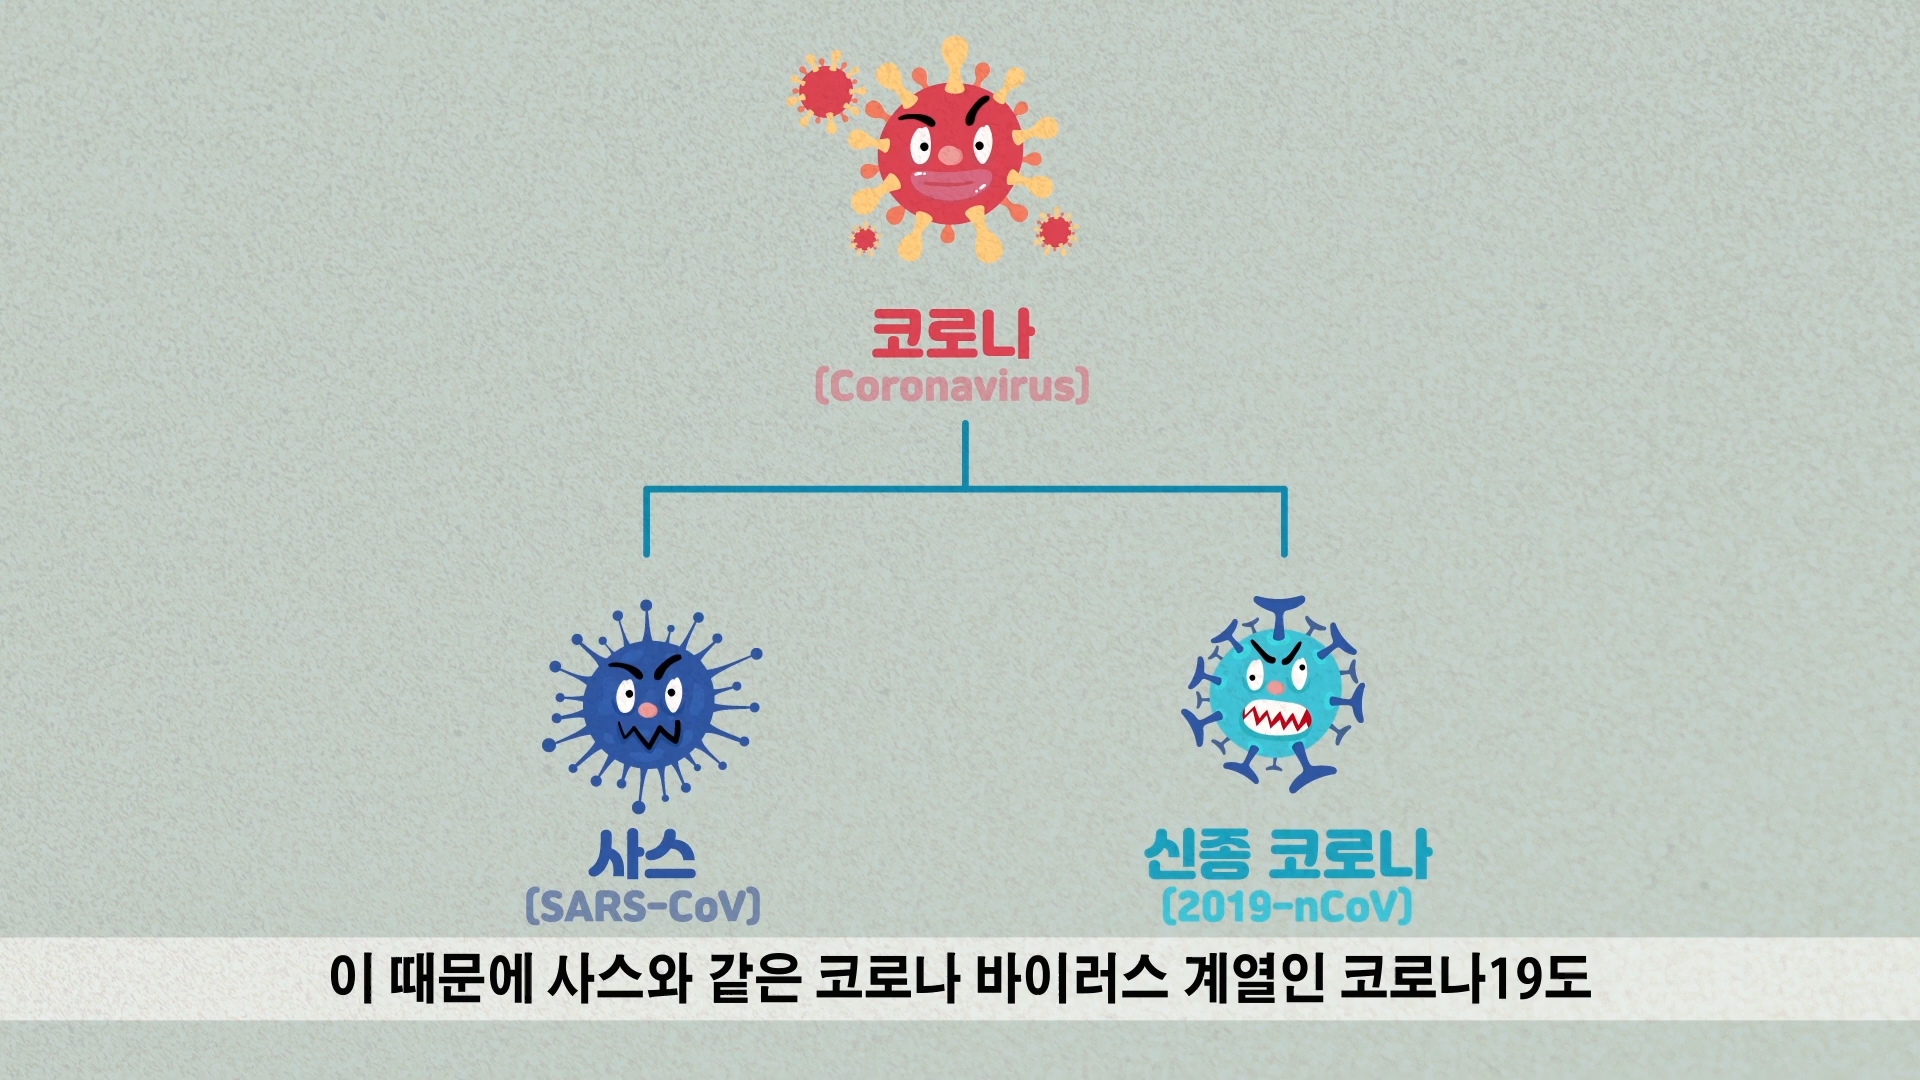 코로나
(Coronavirus)
사스
(SARS-CoV)
신종 코로나
(2019-nCoV)
이 때문에 사스와 같은 코로나 바이러스 계열인 코로나19도